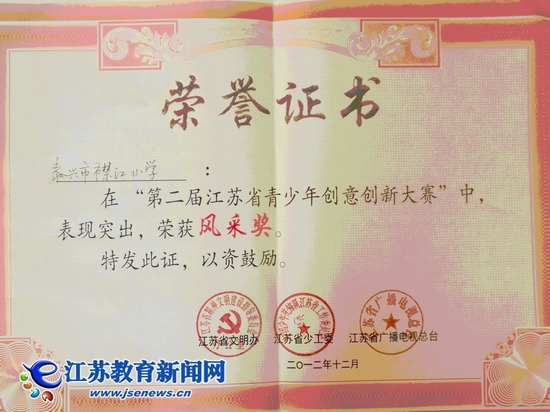 荣誉证书
泰兴市襟江小学：
在“第二届江苏省青少年创意创新大赛”中，
表现突出，荣获风采奖。
特发此证，以资鼓励。
江苏省文明办 江苏省少工委 江苏省广播电视总台
二〇一二年十二月
江苏教育新闻网
www.jsenews.cn